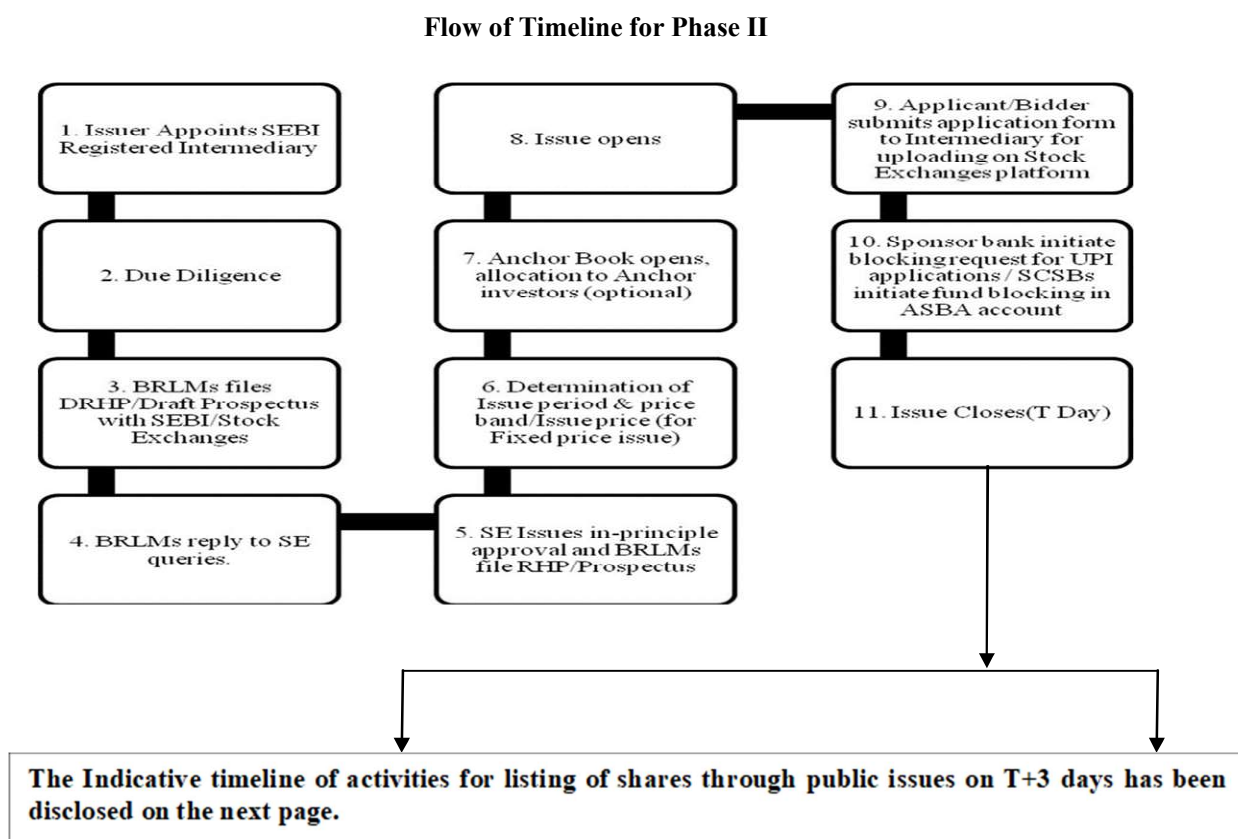 Flow of Timeline for Phase II
1. Issuer Appoints SEBI
Registered Intermediary
2. Due Diligence
3. BRLMs files
DRHP/Draft Prospectus
with SEBI/Stock
Exchanges
4. BRLMs reply to SE
queries.
5. SE Issues in-principle
approval and BRLMs
file RHP/Prospectus
6. Determination of
Issue period & price
band/Issue price (for
Fixed price issue)
7. Anchor Book opens,
allocation to Anchor
investors (optional)
8. Issue opens
9. Applicant/Bidder
submits application form
to Intermediary for
uploading on Stock
Exchanges platform
10. Sponsor bank initiate
blocking request for UPI
applications / SCSBs
initiate fund blocking in
ASBA account
11. Issue Closes(T Day)
The Indicative timeline of activities for listing of shares through public issues on T+3 days has been
disclosed on the next page.